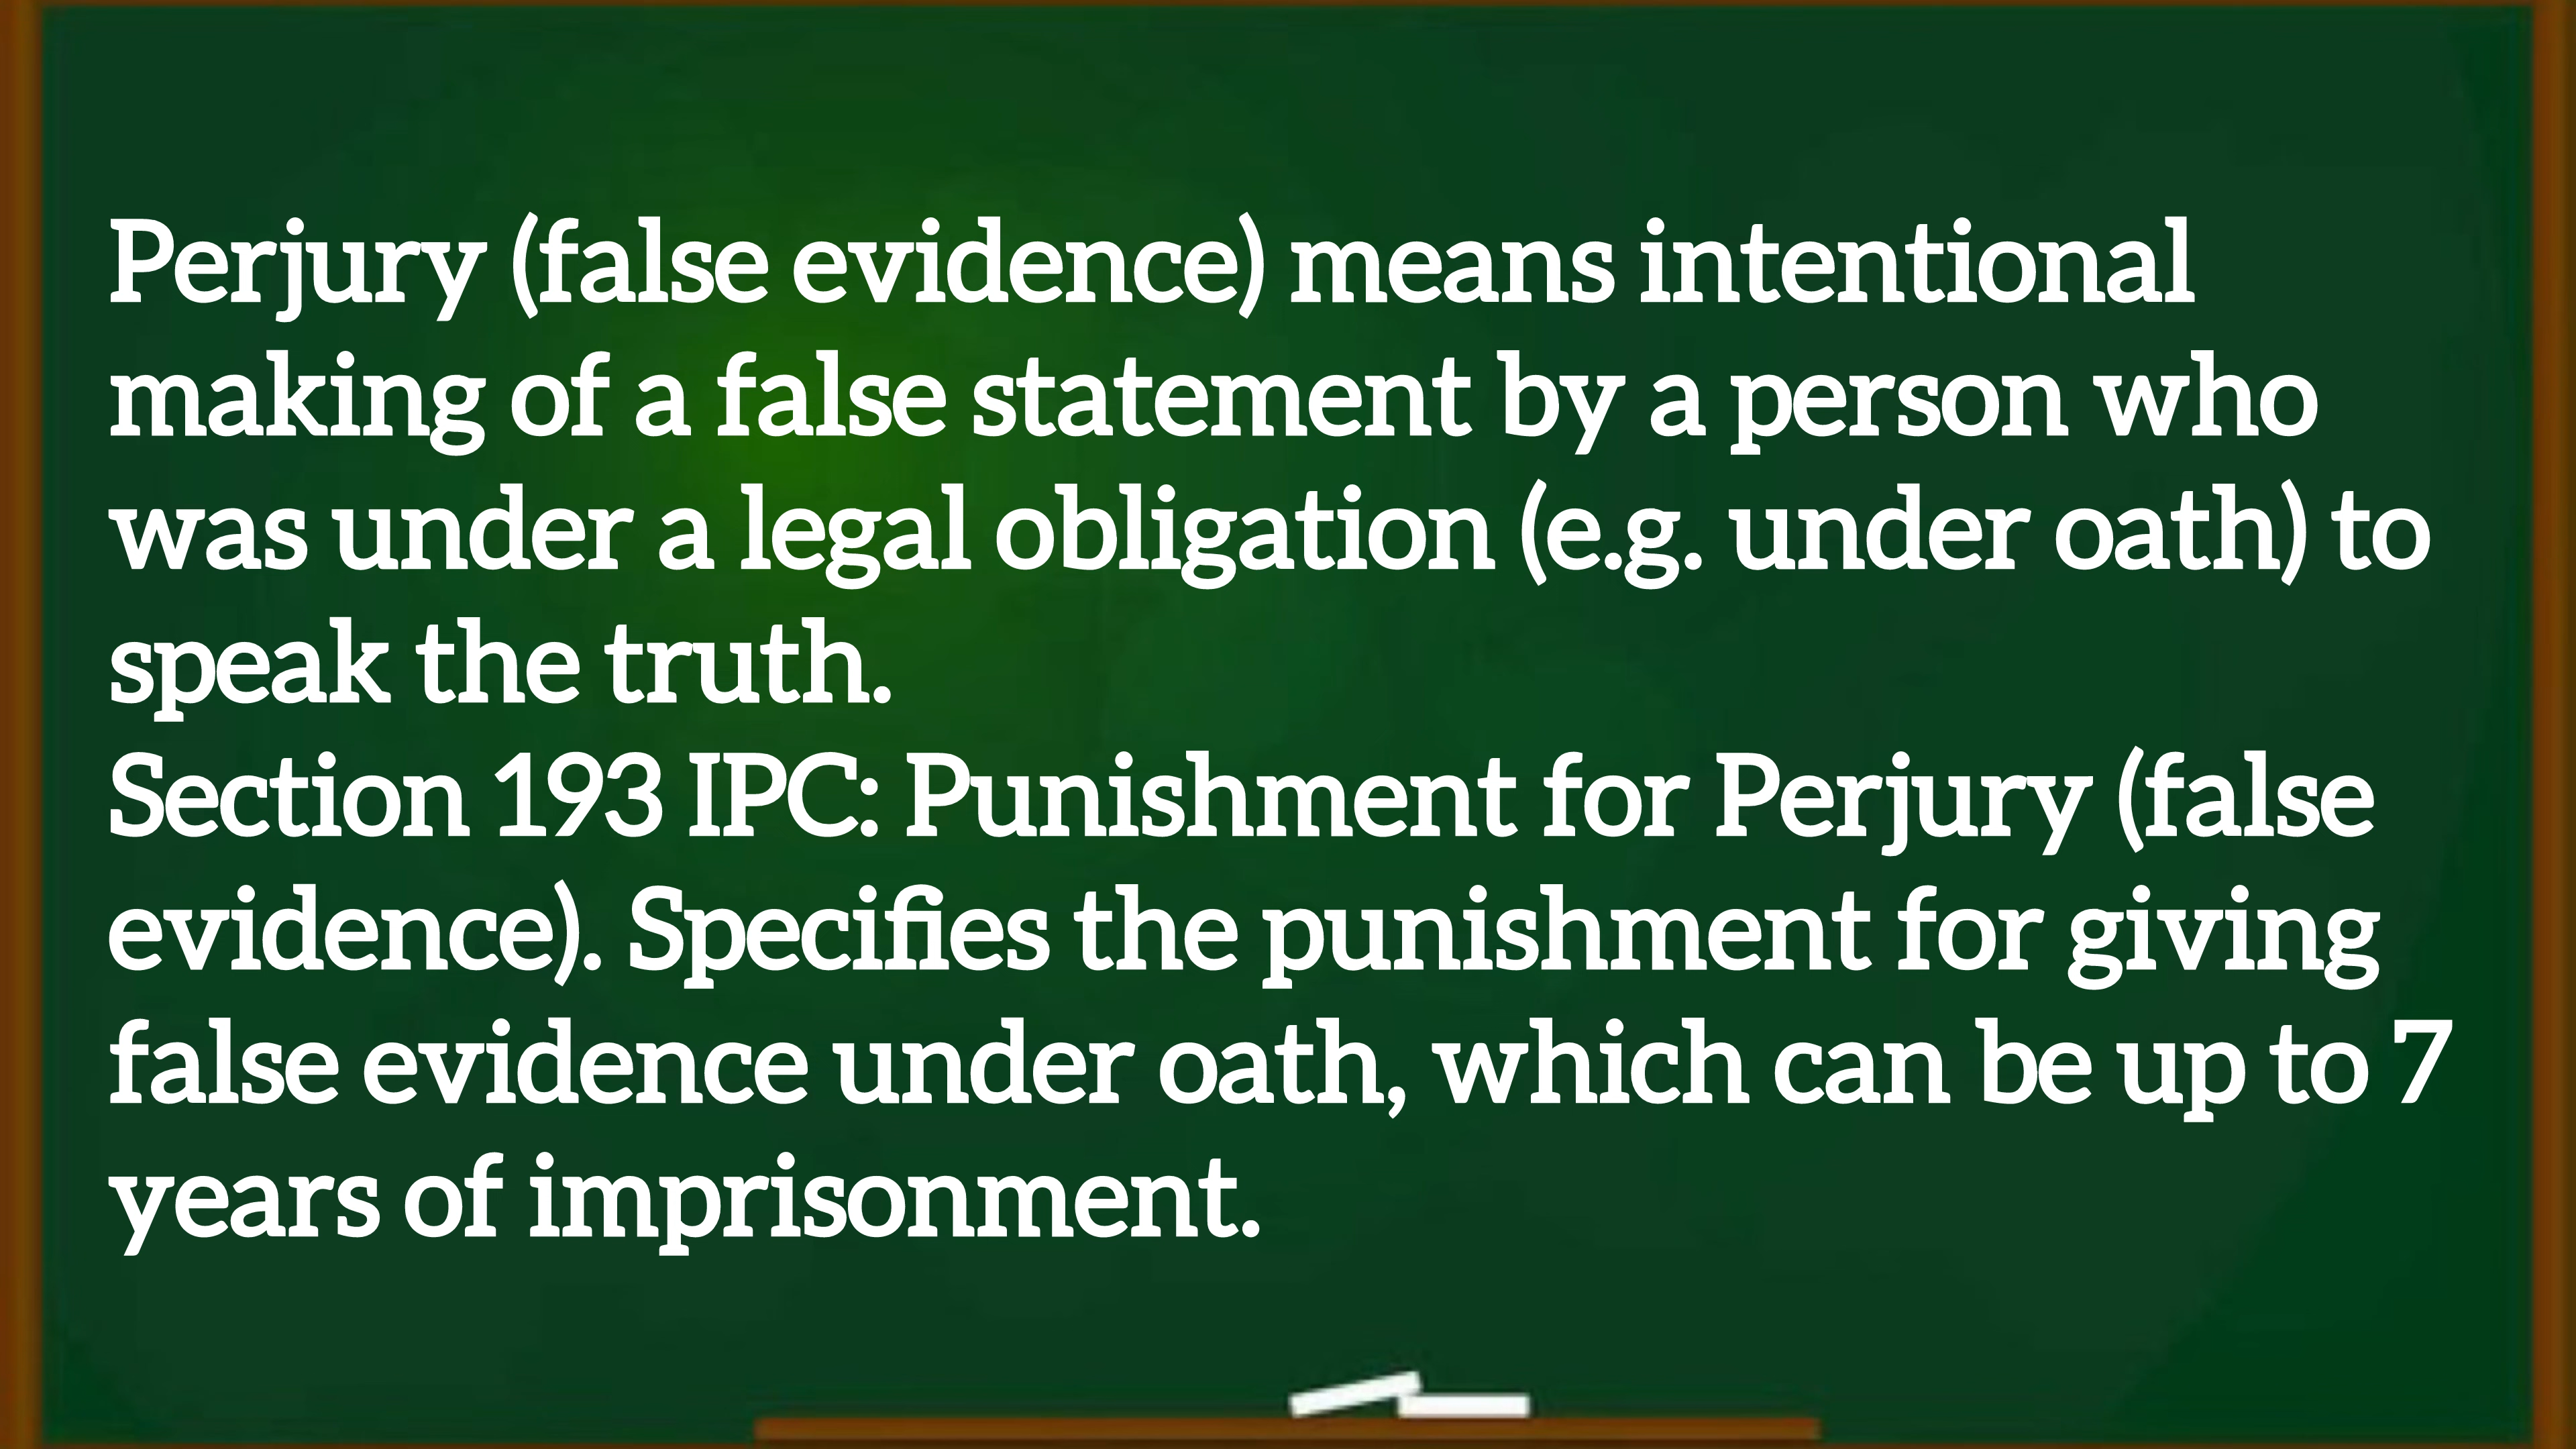 Perjury (false evidence) means intentional
making of a false statement by a person who
was under a legal obligation (e.g. under oath) to
speak the truth.
Section 193 IPC: Punishment for Perjury (false
evidence). Specifies the punishment for giving
false evidence under oath, which can be up to 7
years of imprisonment.